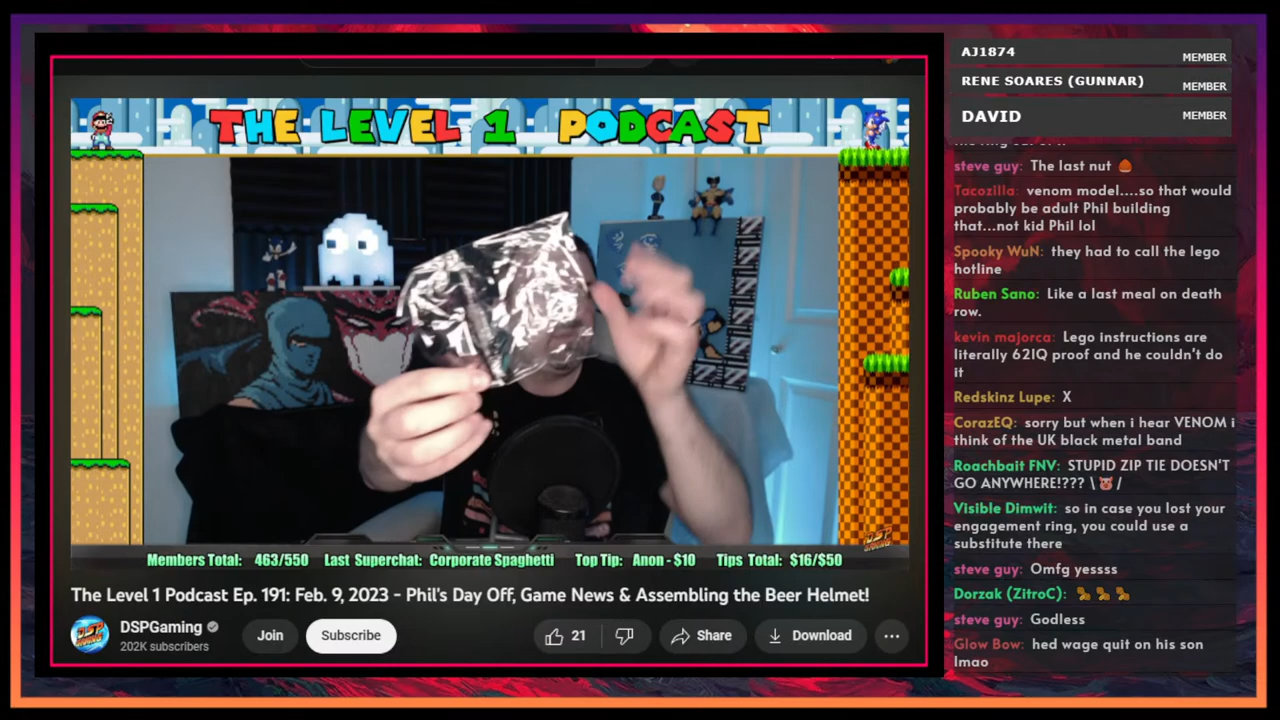 THE LEVEL 1 PODCAST
Members Total: 463/550 Last Superchat: Corporate Spaghetti Top Tip: Anon - $10 Tips Total: $16/$50
DSP
GAMING
The Level 1 Podcast Ep. 191: Feb. 9, 2023 - Phil's Day Off, Game News & Assembling the Beer Helmet!
DSPGaming
202K subscribers
Join
Subscribe
21
Share
Download
AJ1874 MEMBER
RENE SOARES (GUNNAR) MEMBER
DAVID MEMBER
steve guy: The last nut
Tacozilla: venom model....so that would
probably be adult Phil building
that...not kid Phil lol
Spooky WuN: they had to call the lego
hotline
Ruben Sano: Like a last meal on death
row.
kevin majorca: Lego instructions are
literally 62IQ proof and he couldn't do
it
Redskinz Lupe: X
CorazEQ: sorry but when i hear VENOM i
think of the UK black metal band
Roachbait FNV: STUPID ZIP TIE DOESN'T
GO ANYWHERE!??? \ 🐷 /
Visible Dimwit: so in case you lost your
engagement ring, you could use a
substitute there
steve guy: Omfg yessss
Dorzak (ZitroC):
steve guy: Godless
Glow Bow: hed wage quit on his son
lmao